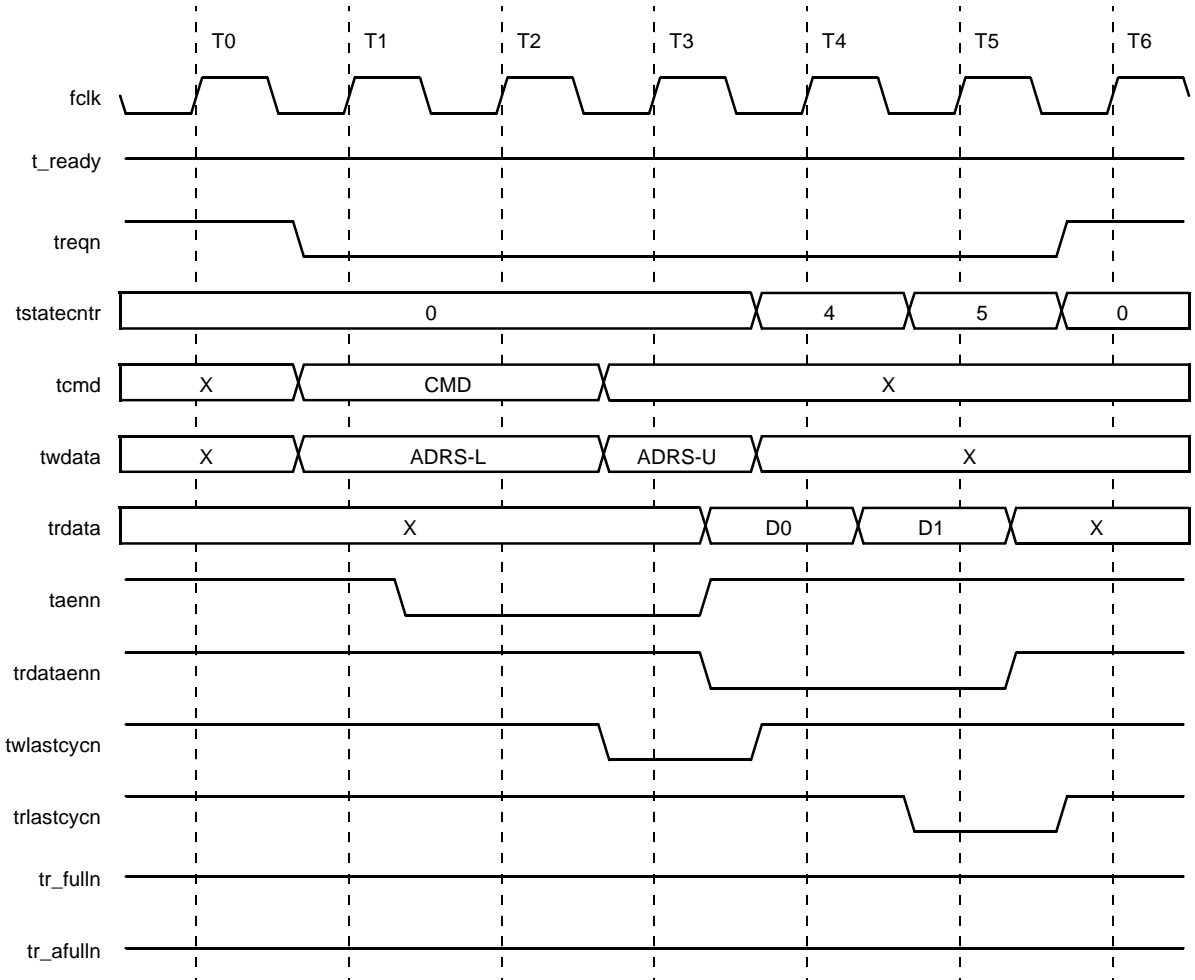 T0 T1 T2 T3 T4 T5 T6
fclk
t_ready
treqn
tstatecntr 0 4 5 0
tcmd X CMD X
twdata X ADRS-L ADRS-U X
trdata X D0 D1 X
taenn
trdataenn
twlastcycn
trlastcycn
tr_fulln
tr_afulln